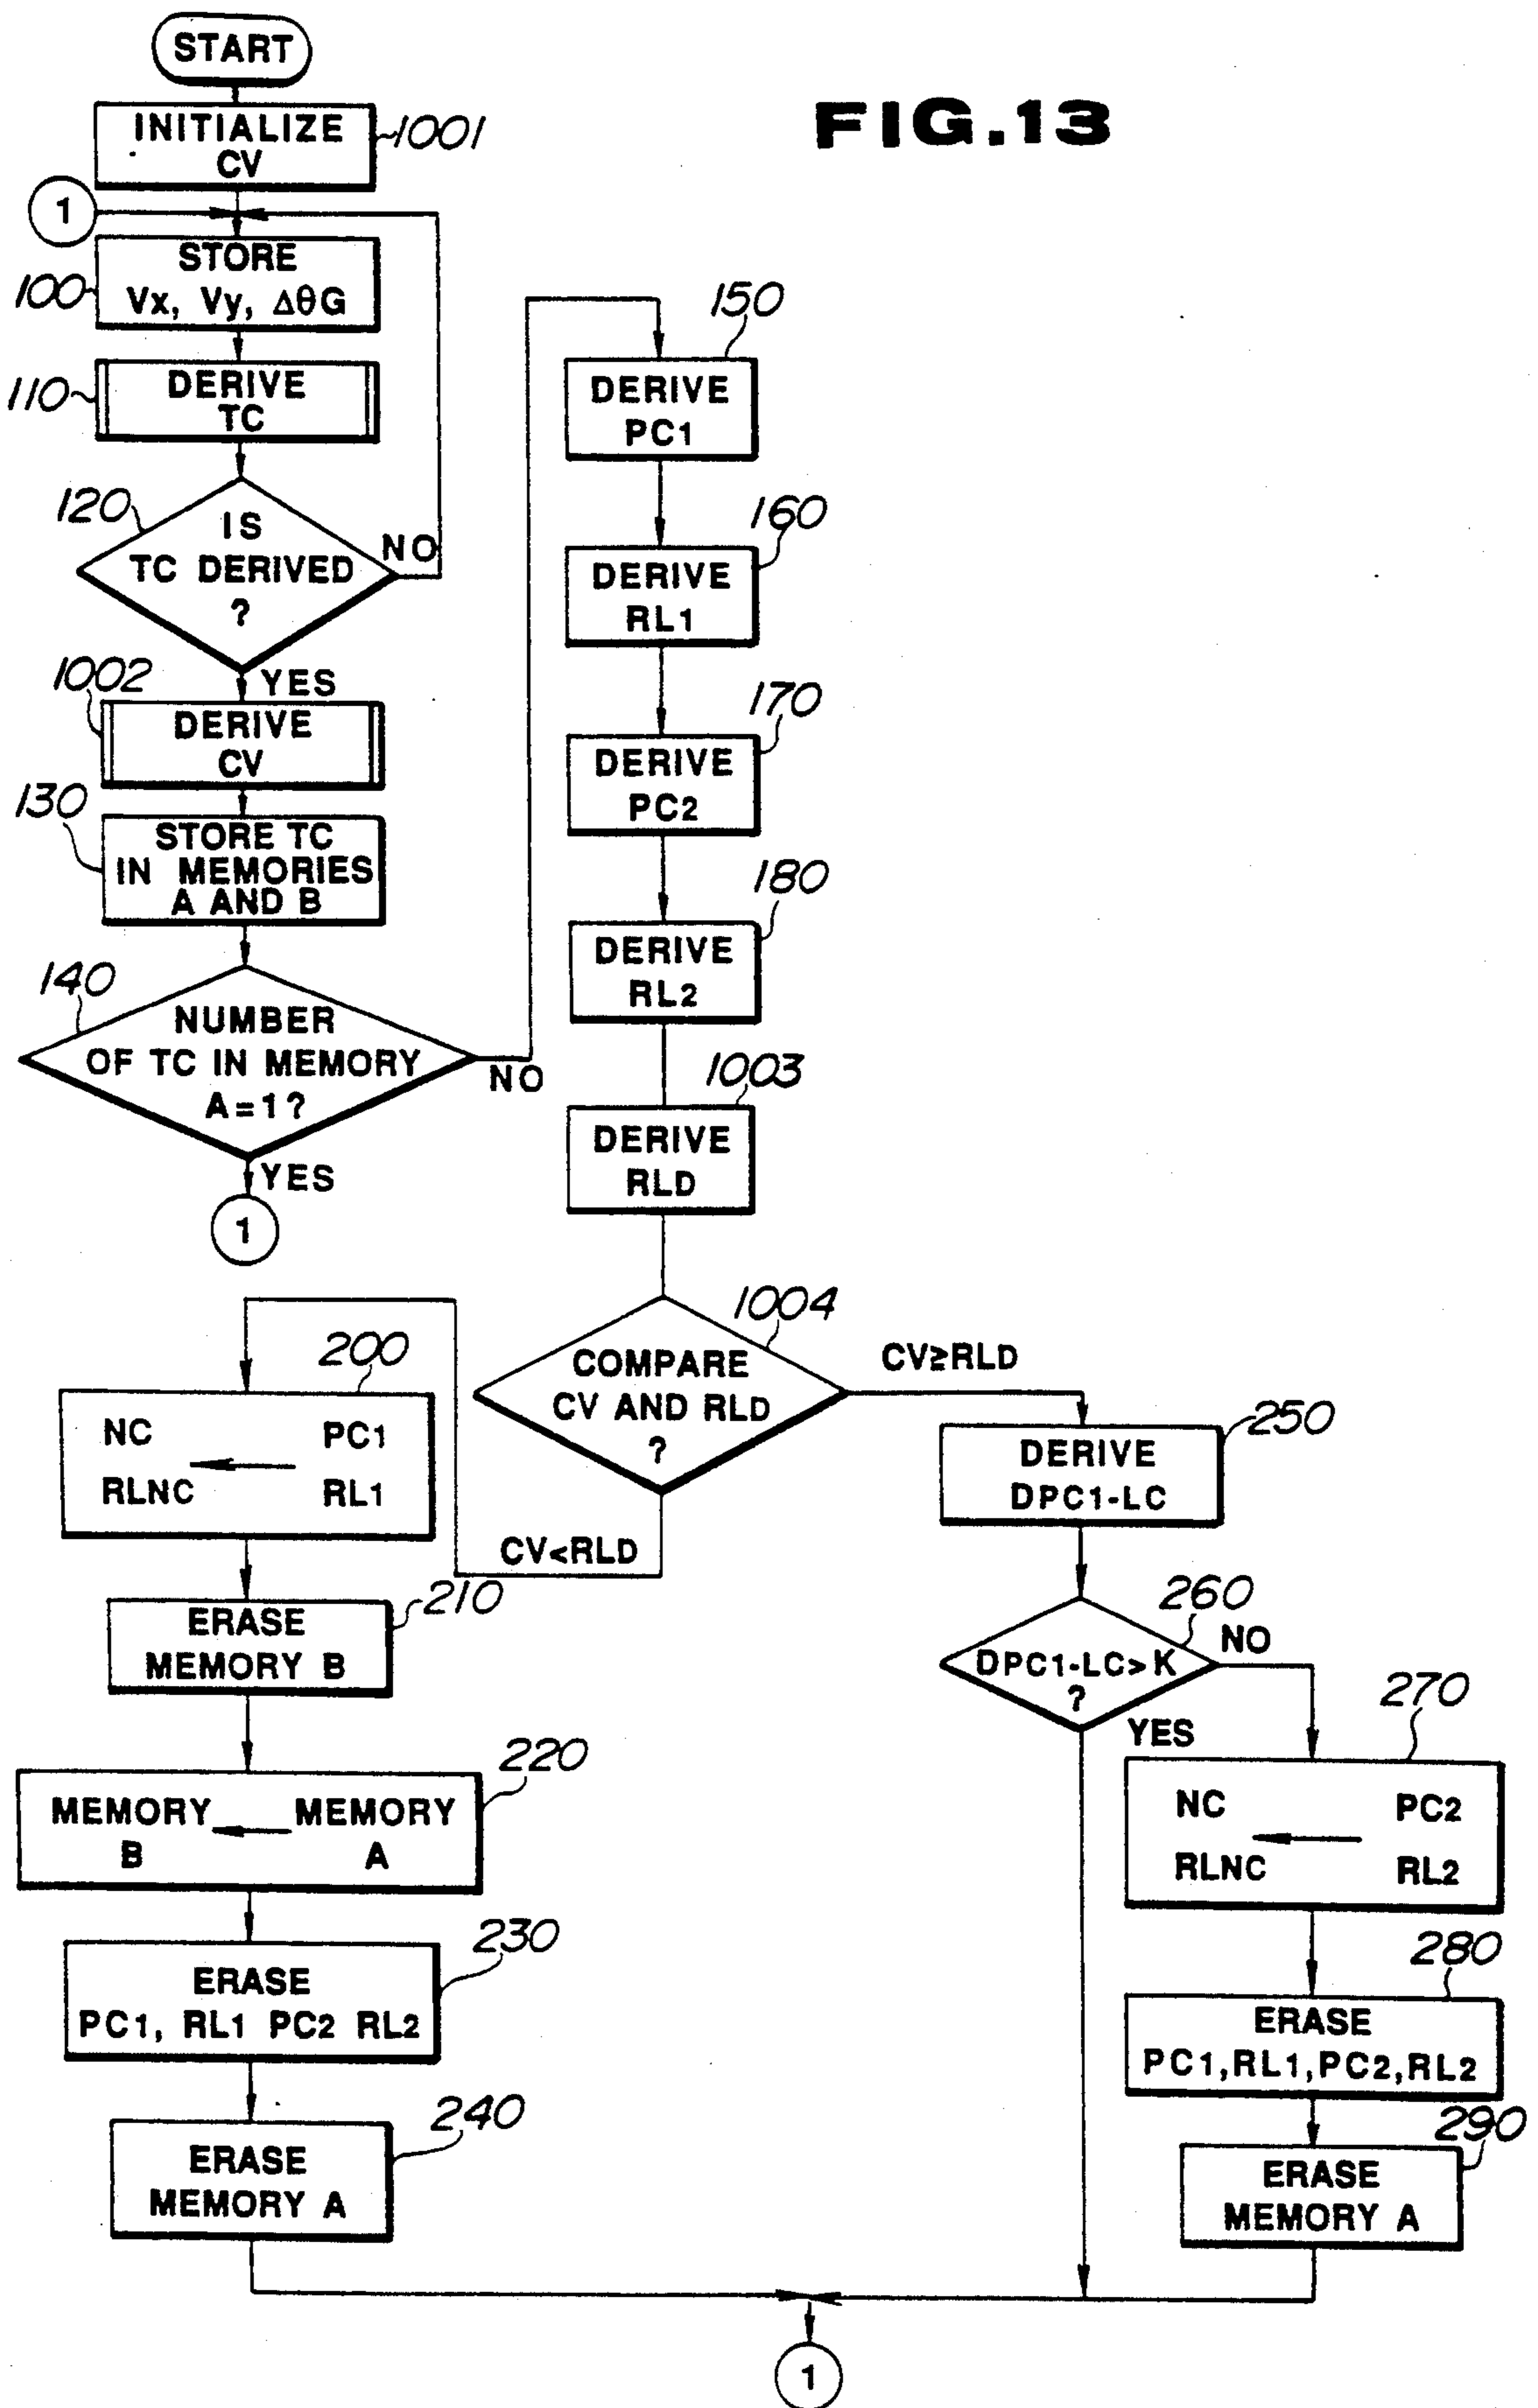 FIG.13
START
INITIALIZE
CV
1001
1
STORE
Vx, Vy, ΔθG
100
DERIVE
TC
110
IS
TC DERIVED
?
120
NO
YES
DERIVE
CV
1002
STORE TC
IN MEMORIES
A AND B
130
NUMBER
OF TC IN MEMORY
A=1?
140
NO
YES
1
DERIVE
PC1
150
DERIVE
RL1
160
DERIVE
PC2
170
DERIVE
RL2
180
DERIVE
RLD
1003
COMPARE
CV AND RLD
?
1004
CV≧RLD
CV<RLD
NC PC1
RLNC RL1
200
ERASE
MEMORY B
210
MEMORY MEMORY
B A
220
ERASE
PC1, RL1 PC2 RL2
230
ERASE
MEMORY A
240
DERIVE
DPC1-LC
250
DPC1-LC>K
?
260
NO
YES
NC PC2
RLNC RL2
270
ERASE
PC1,RL1,PC2,RL2
280
ERASE
MEMORY A
290
1